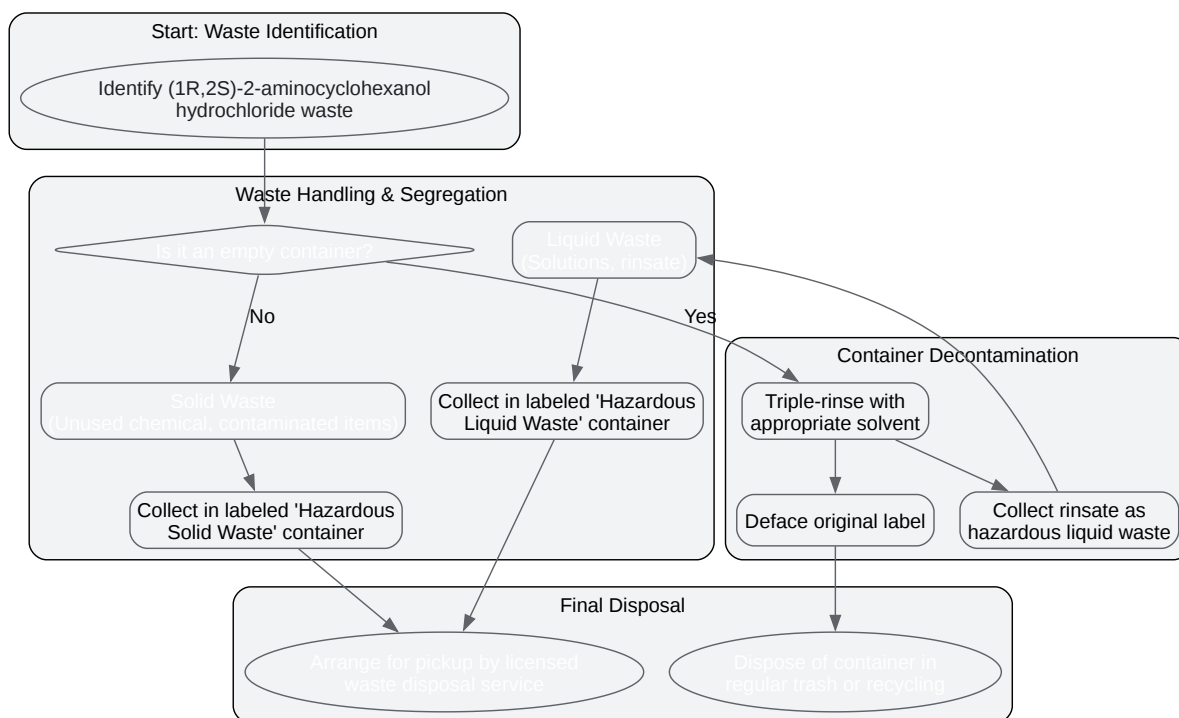 Start: Waste Identification
Identify (1R,2S)-2-aminocyclohexanol
hydrochloride waste
Waste Handling & Segregation
Is it an empty container?
Liquid Waste
(Solutions, rinsate)
No
Yes
Solid Waste
(Unused chemical, contaminated items)
Collect in labeled 'Hazardous
Liquid Waste' container
Collect in labeled 'Hazardous
Solid Waste' container
Container Decontamination
Triple-rinse with
appropriate solvent
Deface original label
Collect rinsate as
hazardous liquid waste
Final Disposal
Arrange for pickup by licensed
waste disposal service
Dispose of container in
regular trash or recycling